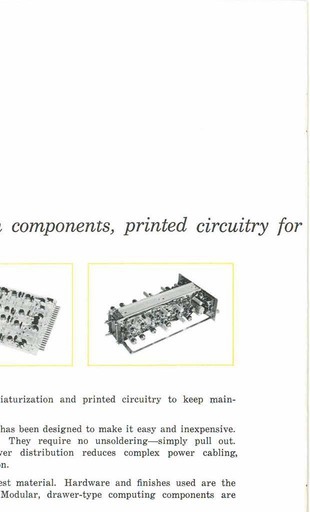 components, printed circuitry for
iaturization and printed circuitry to keep main-
has been designed to make it easy and inexpensive.
They require no unsoldering—simply pull out.
wer distribution reduces complex power cabling,
on.
est material. Hardware and finishes used are the
Modular, drawer-type computing components are